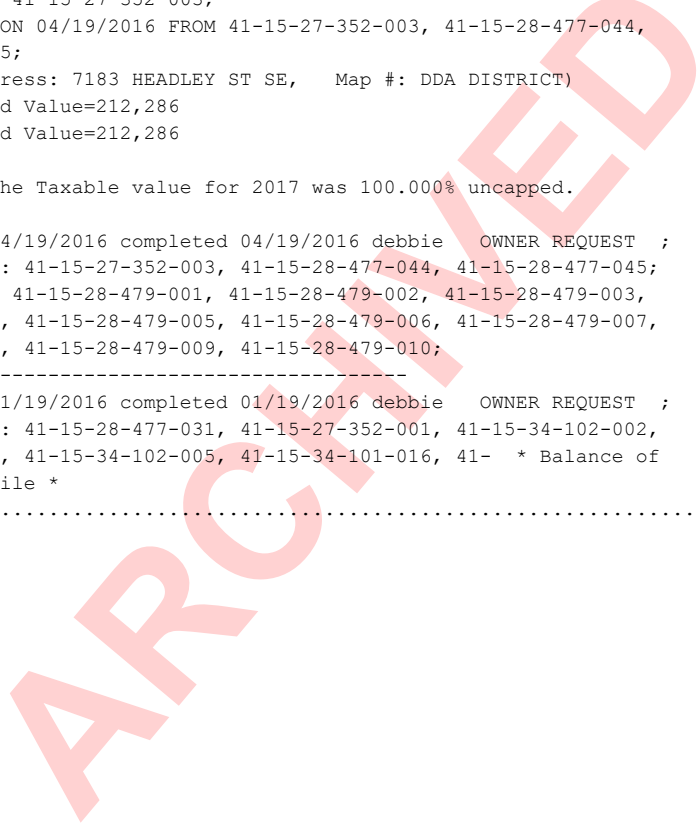 41-15-27-352-003;
ON 04/19/2016 FROM 41-15-27-352-003, 41-15-28-477-044,
5;
ress: 7183 HEADLEY ST SE, Map #: DDA DISTRICT)
d Value=212,286
d Value=212,286
he Taxable value for 2017 was 100.000% uncapped.
4/19/2016 completed 04/19/2016 debbie OWNER REQUEST ;
: 41-15-27-352-003, 41-15-28-477-044, 41-15-28-477-045;
41-15-28-479-001, 41-15-28-479-002, 41-15-28-479-003,
, 41-15-28-479-005, 41-15-28-479-006, 41-15-28-479-007,
, 41-15-28-479-009, 41-15-28-479-010;
----------------------------------
1/19/2016 completed 01/19/2016 debbie OWNER REQUEST ;
: 41-15-28-477-031, 41-15-27-352-001, 41-15-34-102-002,
, 41-15-34-102-005, 41-15-34-101-016, 41- * Balance of
ile *
..........................................................
ARCHIVED